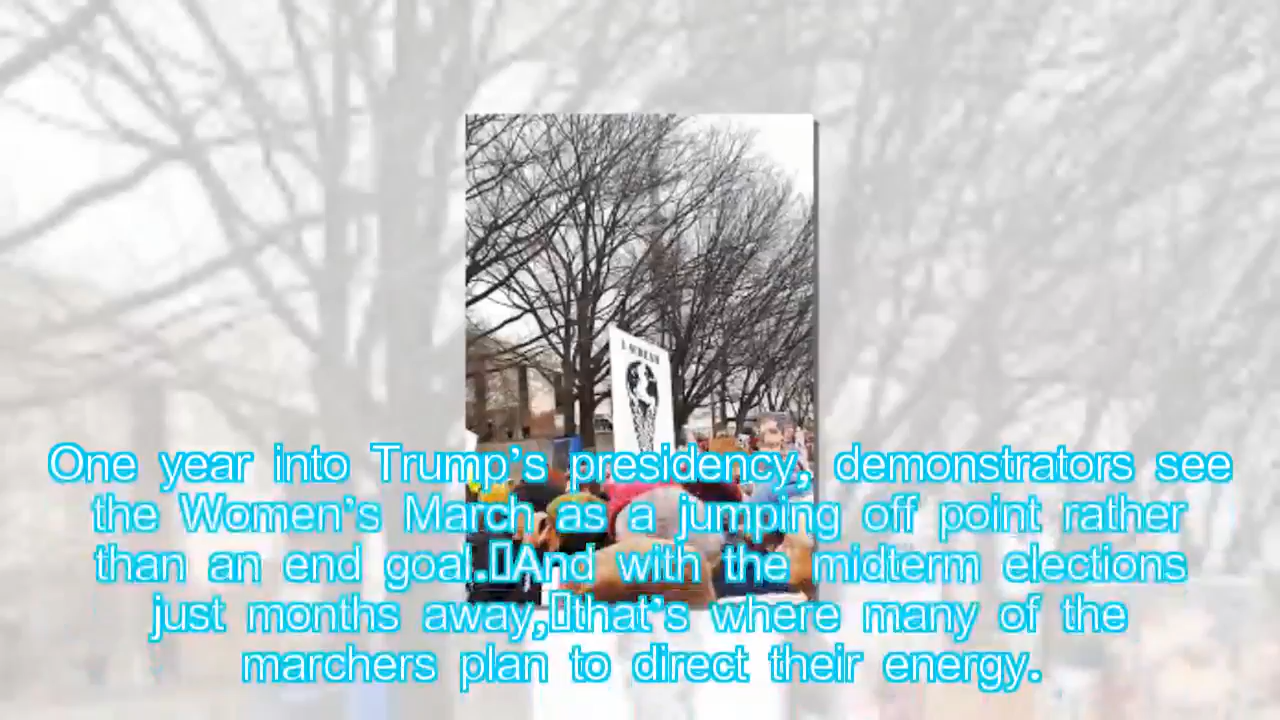 I SCREAM
One year into Trump’s presidency, demonstrators see
the Women’s March as a jumping off point rather
than an end goal.▯And with the midterm elections
just months away,▯that’s where many of the
marchers plan to direct their energy.